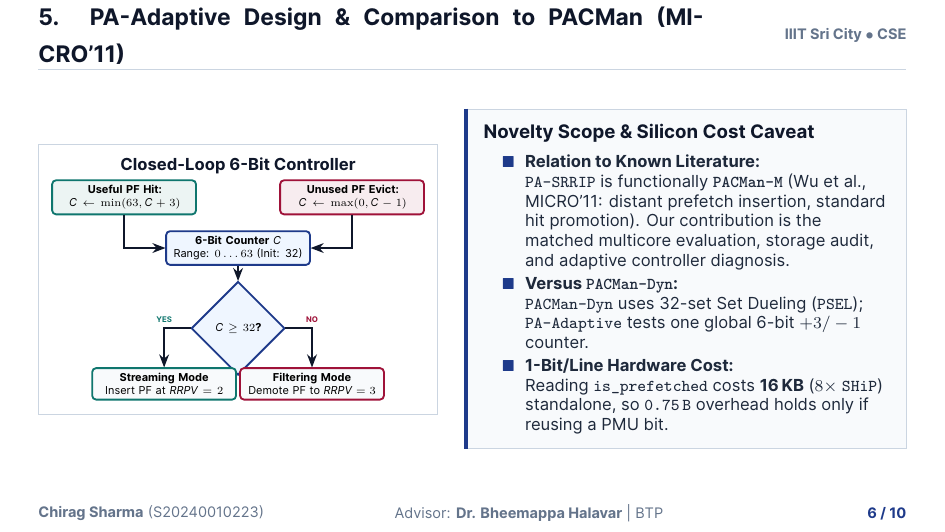 5. PA-Adaptive Design & Comparison to PACMan (MI-
CRO’11)
IIIT Sri City ● CSE
Closed-Loop 6-Bit Controller
Useful PF Hit:
C ← min(63, C + 3)
Unused PF Evict:
C ← max(0, C − 1)
6-Bit Counter C
Range: 0 . . . 63 (Init: 32)
C ≥ 32?
YES
NO
Streaming Mode
Insert PF at RRPV = 2
Filtering Mode
Demote PF to RRPV = 3
Novelty Scope & Silicon Cost Caveat
■ Relation to Known Literature:
PA-SRRIP is functionally PACMan-M (Wu et al.,
MICRO’11: distant prefetch insertion, standard
hit promotion). Our contribution is the
matched multicore evaluation, storage audit,
and adaptive controller diagnosis.
■ Versus PACMan-Dyn:
PACMan-Dyn uses 32-set Set Dueling (PSEL);
PA-Adaptive tests one global 6-bit +3/ − 1
counter.
■ 1-Bit/Line Hardware Cost:
Reading is_prefetched costs 16 KB (8× SHiP)
standalone, so 0.75 B overhead holds only if
reusing a PMU bit.
Chirag Sharma (S20240010223)
Advisor: Dr. Bheemappa Halavar | BTP
6 / 10